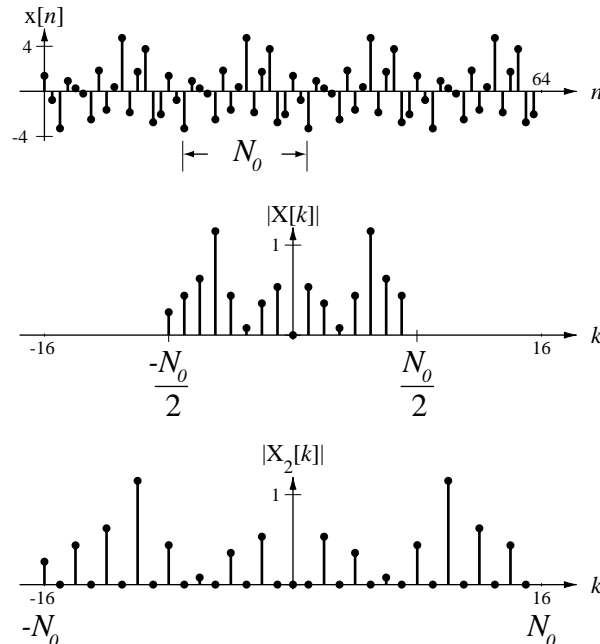 x[n]
4
64
n
-4
N₀
|X[k]|
1
-16
16
k
-N₀/2
N₀/2
|X₂[k]|
1
-16
16
k
-N₀
N₀